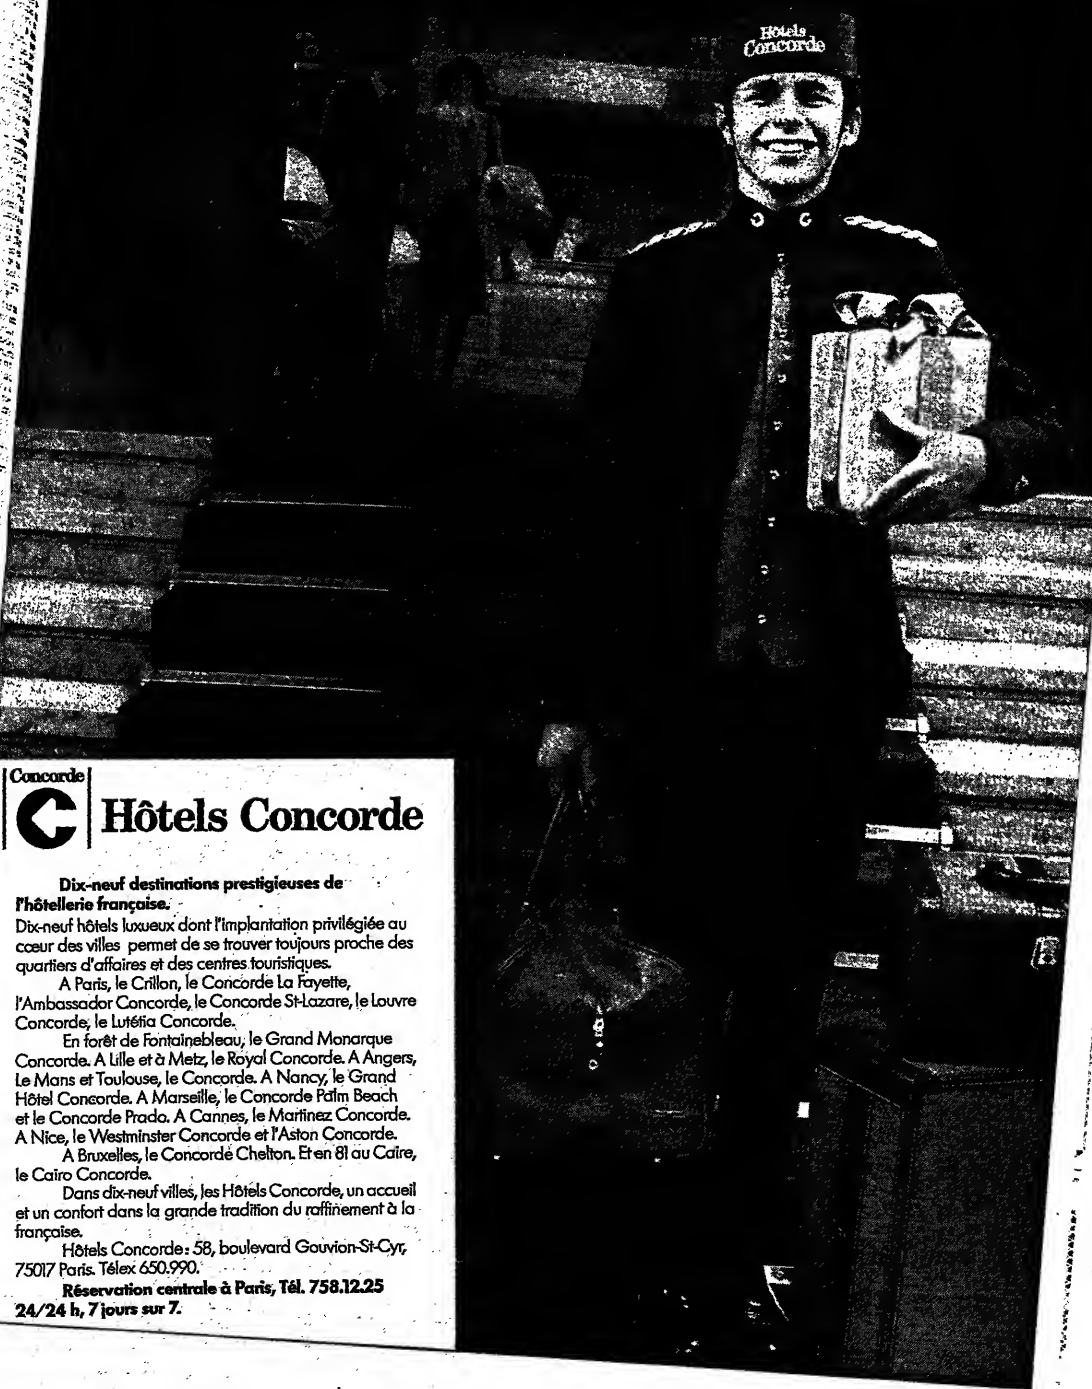 Hôtels
Concorde
Concorde
Hôtels Concorde
Dix-neuf destinations prestigieuses de
l'hôtellerie française.
Dix-neuf hôtels luxueux dont l'implantation privilégiée au
cœur des villes permet de se trouver toujours proche des
quartiers d'affaires et des centres touristiques.
A Paris, le Crillon, le Concorde La Fayette,
l'Ambassador Concorde, le Concorde St-Lazare, le Louvre
Concorde, le Lutétia Concorde.
En forêt de Fontainebleau, le Grand Monarque
Concorde. A Lille et à Metz, le Royal Concorde. A Angers,
Le Mans et Toulouse, le Concorde. A Nancy, le Grand
Hôtel Concorde. A Marseille, le Concorde Palm Beach
et le Concorde Prado. A Cannes, le Martinez Concorde.
A Nice, le Westminster Concorde et l'Aston Concorde.
A Bruxelles, le Concorde Chelton. Et en 81 au Caire,
le Cairo Concorde.
Dans dix-neuf villes, les Hôtels Concorde, un accueil
et un confort dans la grande tradition du raffinement à la
française.
Hôtels Concorde: 58, boulevard Gouvion-St-Cyr,
75017 Paris. Télex 650.990.
Réservation centrale à Paris, Tél. 758.12.25
24/24 h, 7 jours sur 7.